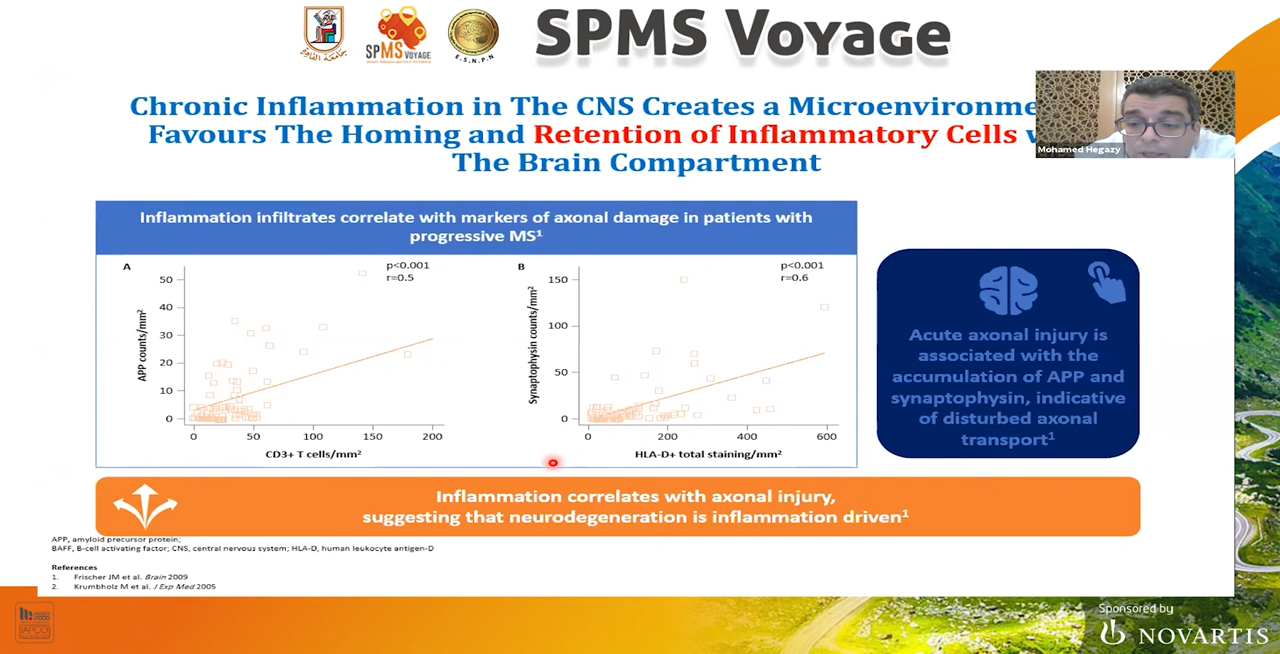 SPMS Voyage
جامعة القاهرة
SPMS VOYAGE
E.S.N.P.N
Chronic Inflammation in The CNS Creates a Microenvironme
Favours The Homing and Retention of Inflammatory Cells
The Brain Compartment
Mohamed Hegazy
Inflammation infiltrates correlate with markers of axonal damage in patients with
progressive MS¹
A
p<0.001
r=0.5
APP counts/mm²
50
40
30
20
10
0
0 50 100 150 200
CD3+ T cells/mm²
B
p<0.001
r=0.6
Synaptophysin counts/mm²
150
100
50
0
0 200 400 600
HLA-D+ total staining/mm²
Acute axonal injury is
associated with the
accumulation of APP and
synaptophysin, indicative
of disturbed axonal
transport¹
Inflammation correlates with axonal injury,
suggesting that neurodegeneration is inflammation driven¹
APP, amyloid precursor protein;
BAFF, B-cell activating factor; CNS, central nervous system; HLA-D, human leukocyte antigen-D
References
1. Frischer JM et al. Brain 2009
2. Krumbholz M et al. J Exp Med 2005
IAPCO
Sponsored by
NOVARTIS